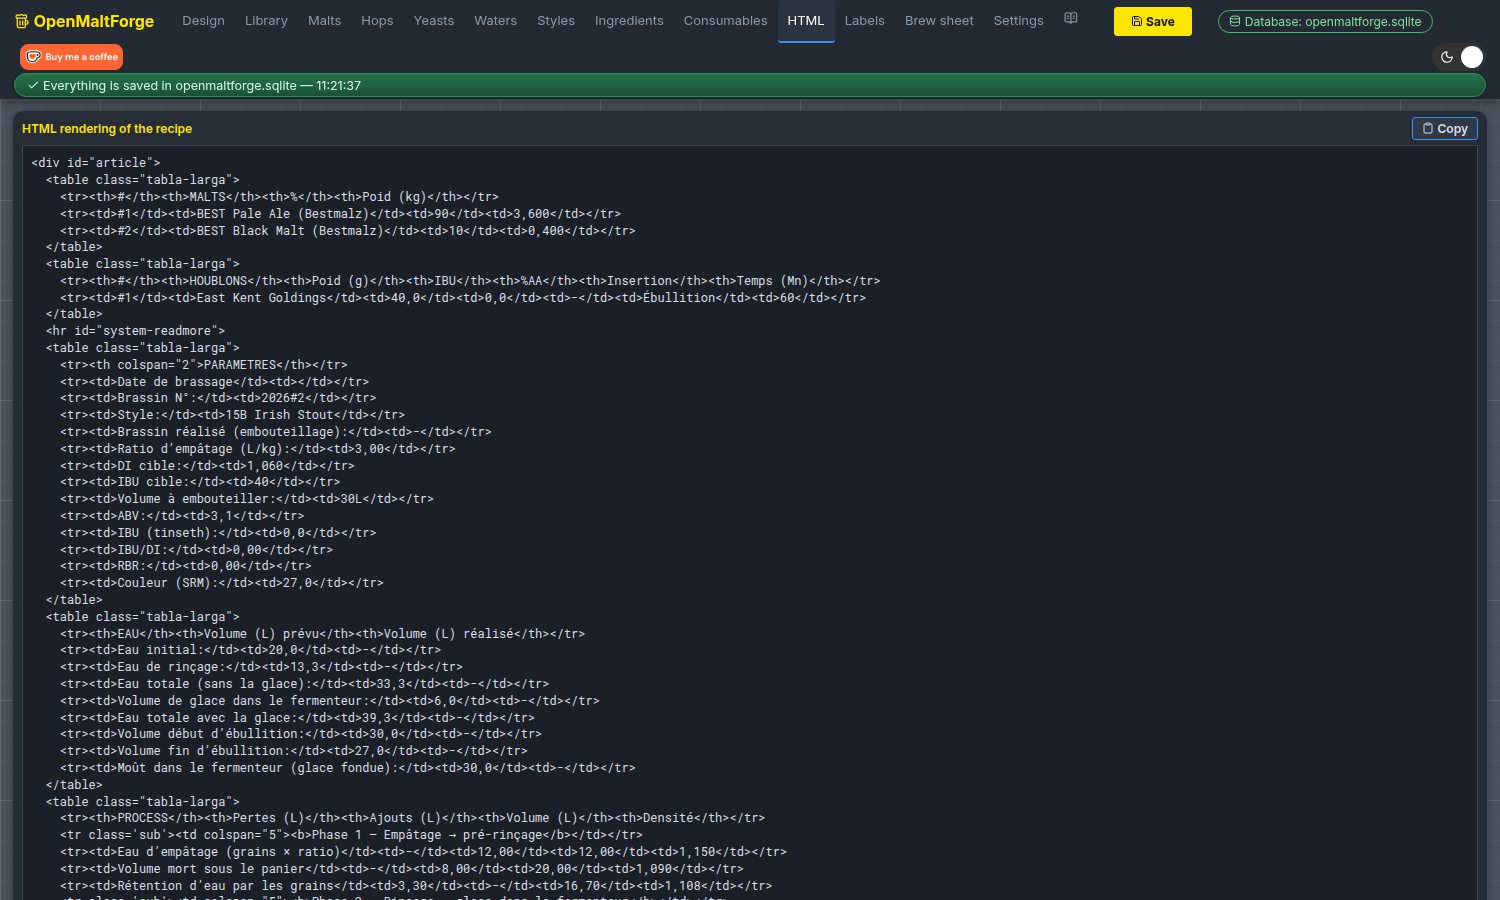 OpenMaltForge
Design Library Malts Hops Yeasts Waters Styles Ingredients Consumables HTML Labels Brew sheet Settings
Save
Database: openmaltforge.sqlite
Buy me a coffee
✓ Everything is saved in openmaltforge.sqlite — 11:21:37
HTML rendering of the recipe
Copy
<div id="article">
<table class="tabla-larga">
<tr><th>#</th><th>MALTS</th><th>%</th><th>Poid (kg)</th></tr>
<tr><td>#1</td><td>BEST Pale Ale (Bestmalz)</td><td>90</td><td>3,600</td></tr>
<tr><td>#2</td><td>BEST Black Malt (Bestmalz)</td><td>10</td><td>0,400</td></tr>
</table>
<table class="tabla-larga">
<tr><th>#</th><th>HOUBLONS</th><th>Poid (g)</th><th>IBU</th><th>%AA</th><th>Insertion</th><th>Temps (Mn)</th></tr>
<tr><td>#1</td><td>East Kent Goldings</td><td>40,0</td><td>0,0</td><td>-</td><td>Ébullition</td><td>60</td></tr>
</table>
<hr id="system-readmore">
<table class="tabla-larga">
<tr><th colspan="2">PARAMETRES</th></tr>
<tr><td>Date de brassage</td><td></td></tr>
<tr><td>Brassin N°:</td><td>2026#2</td></tr>
<tr><td>Style:</td><td>15B Irish Stout</td></tr>
<tr><td>Brassin réalisé (embouteillage):</td><td>-</td></tr>
<tr><td>Ratio d'empâtage (L/kg):</td><td>3,00</td></tr>
<tr><td>DI cible:</td><td>1,060</td></tr>
<tr><td>IBU cible:</td><td>40</td></tr>
<tr><td>Volume à embouteiller:</td><td>30L</td></tr>
<tr><td>ABV:</td><td>3,1</td></tr>
<tr><td>IBU (tinseth):</td><td>0,0</td></tr>
<tr><td>IBU/DI:</td><td>0,00</td></tr>
<tr><td>RBR:</td><td>0,00</td></tr>
<tr><td>Couleur (SRM):</td><td>27,0</td></tr>
</table>
<table class="tabla-larga">
<tr><th>EAU</th><th>Volume (L) prévu</th><th>Volume (L) réalisé</th></tr>
<tr><td>Eau initial:</td><td>20,0</td><td>-</td></tr>
<tr><td>Eau de rinçage:</td><td>13,3</td><td>-</td></tr>
<tr><td>Eau totale (sans la glace):</td><td>33,3</td><td>-</td></tr>
<tr><td>Volume de glace dans le fermenteur:</td><td>6,0</td><td>-</td></tr>
<tr><td>Eau totale avec la glace:</td><td>39,3</td><td>-</td></tr>
<tr><td>Volume début d'ébullition:</td><td>30,0</td><td>-</td></tr>
<tr><td>Volume fin d'ébullition:</td><td>27,0</td><td>-</td></tr>
<tr><td>Moût dans le fermenteur (glace fondue):</td><td>30,0</td><td>-</td></tr>
</table>
<table class="tabla-larga">
<tr><th>PROCESS</th><th>Pertes (L)</th><th>Ajouts (L)</th><th>Volume (L)</th><th>Densité</th></tr>
<tr class='sub'><td colspan="5"><b>Phase 1 — Empâtage → pré-rinçage</b></td></tr>
<tr><td>Eau d'empâtage (grains × ratio)</td><td>-</td><td>12,00</td><td>12,00</td><td>1,150</td></tr>
<tr><td>Volume mort sous le panier</td><td>-</td><td>8,00</td><td>20,00</td><td>1,090</td></tr>
<tr><td>Rétention d'eau par les grains</td><td>3,30</td><td>-</td><td>16,70</td><td>1,108</td></tr>